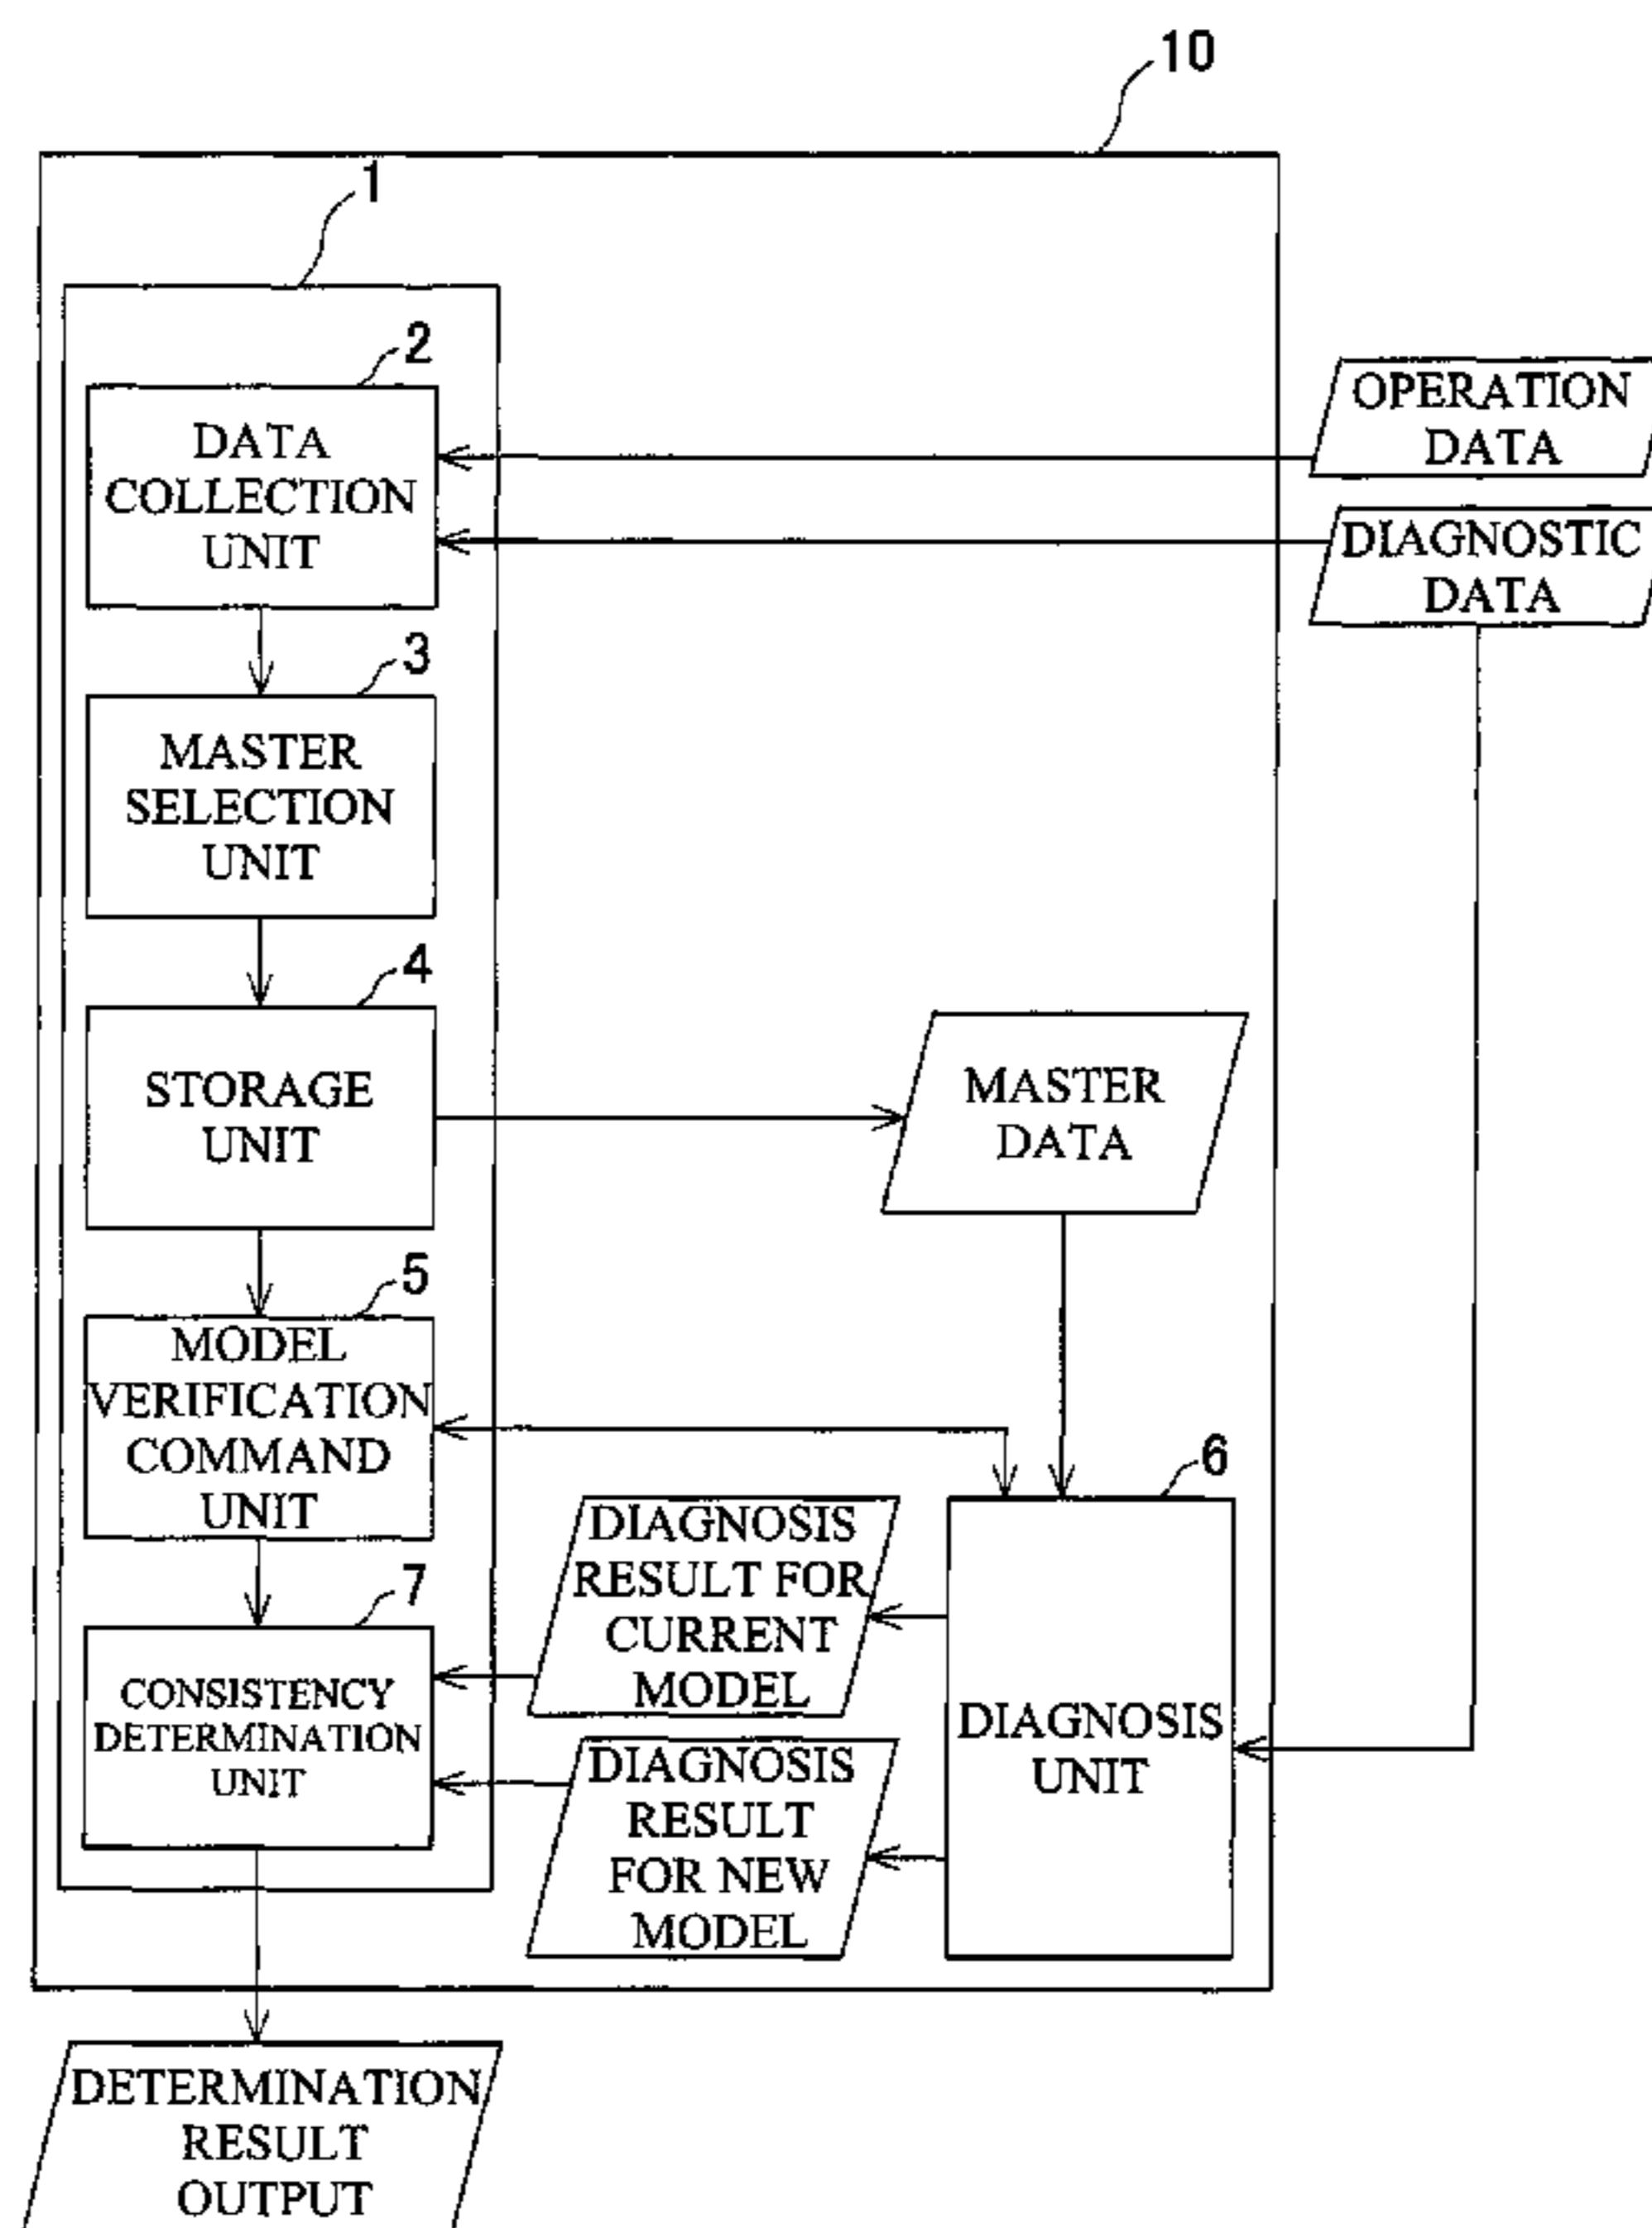 10
1
2
DATA
COLLECTION
UNIT
OPERATION
DATA
DIAGNOSTIC
DATA
3
MASTER
SELECTION
UNIT
4
STORAGE
UNIT
MASTER
DATA
5
MODEL
VERIFICATION
COMMAND
UNIT
6
DIAGNOSIS
UNIT
DIAGNOSIS
RESULT FOR
CURRENT
MODEL
7
CONSISTENCY
DETERMINATION
UNIT
DIAGNOSIS
RESULT
FOR NEW
MODEL
DETERMINATION
RESULT
OUTPUT